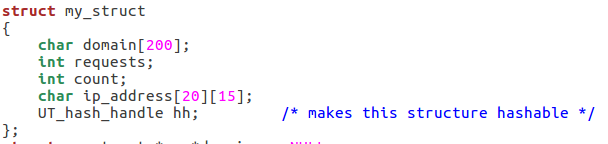 struct my_struct
{
    char domain[200];
    int requests;
    int count;
    char ip_address[20][15];
    UT_hash_handle hh;         /* makes this structure hashable */
};